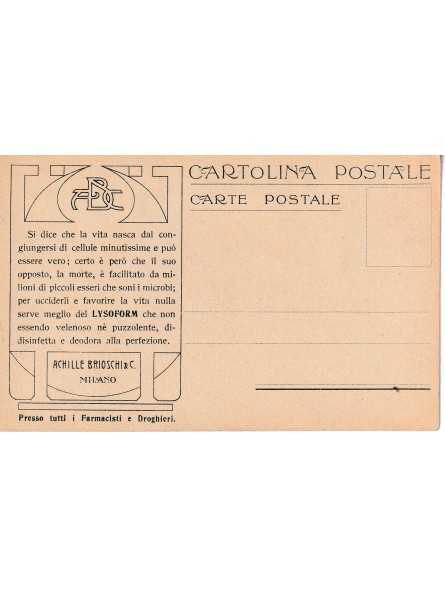 CARTOLINA POSTALE
CARTE POSTALE
ABC
Si dice che la vita nasca dal con-
giungersi di cellule minutissime e può
essere vero; certo è però che il suo
opposto, la morte, è facilitato da mi-
lioni di piccoli esseri che soni i microbi;
per ucciderli e favorire la vita nulla
serve meglio del LYSOFORM che non
essendo velenoso nè puzzolente, di-
disinfetta e deodora alla perfezione.
ACHILLE BRIOSCHI & C.
MILANO
Presso tutti i Farmacisti e Droghieri.